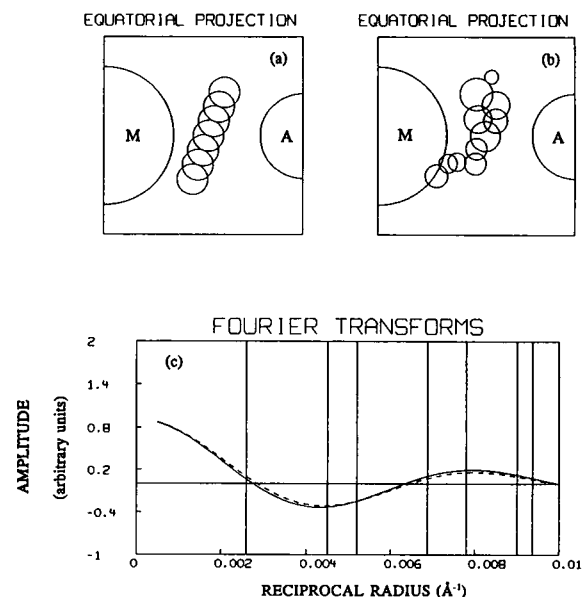 EQUATORIAL PROJECTION
EQUATORIAL PROJECTION
(a)
M
A
(b)
M
A
FOURIER TRANSFORMS
(c)
AMPLITUDE
(arbitrary units)
2
1.4
0.8
0.2
-0.4
-1
0
0.002
0.004
0.006
0.008
0.01
RECIPROCAL RADIUS (Å⁻¹)